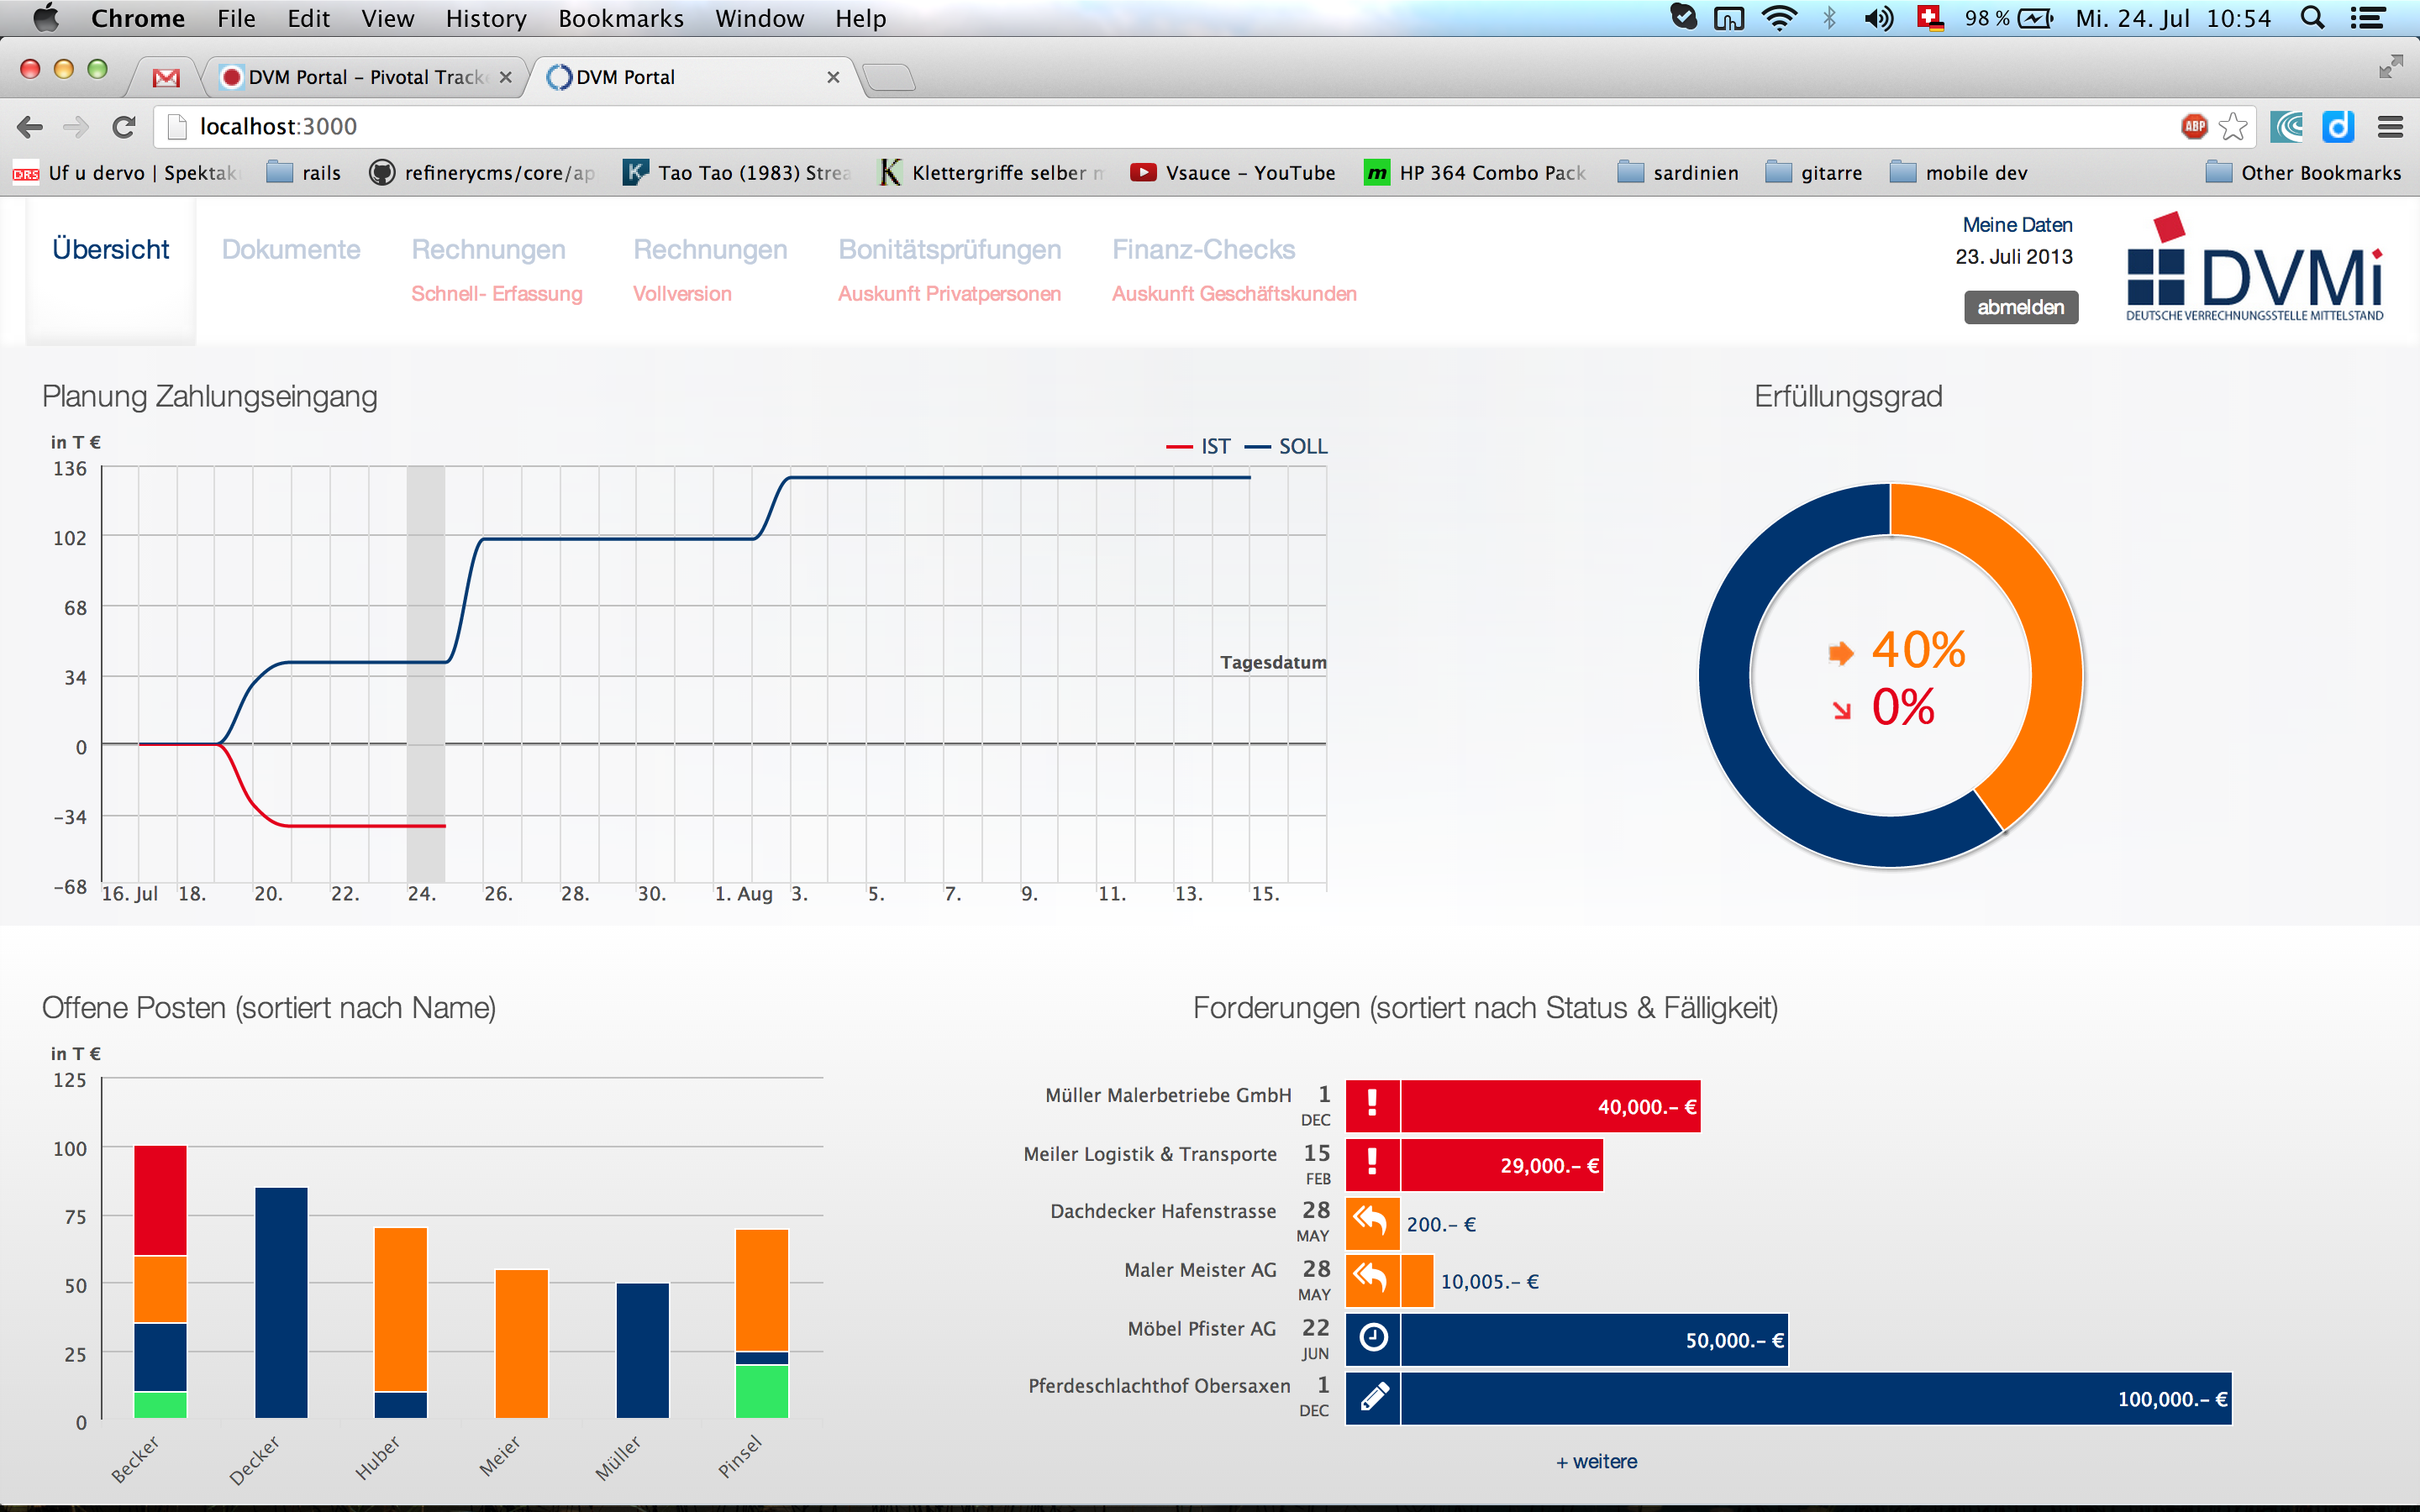 Chrome File Edit View History Bookmarks Window Help 98 % Mi. 24. Jul 10:54
DVM Portal – Pivotal Track DVM Portal
localhost:3000 ABP
DRS Uf u dervo | Spektak rails refinerycms/core/ap Tao Tao (1983) Strea Klettergriffe selber m Vsauce – YouTube HP 364 Combo Pack sardinien gitarre mobile dev Other Bookmarks
Übersicht Dokumente Rechnungen Rechnungen Bonitätsprüfungen Finanz-Checks
Schnell- Erfassung Vollversion Auskunft Privatpersonen Auskunft Geschäftskunden
Meine Daten
23. Juli 2013
abmelden
DVMi
DEUTSCHE VERRECHNUNGSSTELLE MITTELSTAND
Planung Zahlungseingang
in T €
IST SOLL
136
102
68
34
0
−34
−68
Tagesdatum
16. Jul 18. 20. 22. 24. 26. 28. 30. 1. Aug 3. 5. 7. 9. 11. 13. 15.
Erfüllungsgrad
40%
0%
Offene Posten (sortiert nach Name)
in T €
125
100
75
50
25
0
Becker Decker Huber Meier Müller Pinsel
Forderungen (sortiert nach Status & Fälligkeit)
Müller Malerbetriebe GmbH 1 DEC ! 40,000.– €
Meiler Logistik & Transporte 15 FEB ! 29,000.– €
Dachdecker Hafenstrasse 28 MAY 200.– €
Maler Meister AG 28 MAY 10,005.– €
Möbel Pfister AG 22 JUN 50,000.– €
Pferdeschlachthof Obersaxen 1 DEC 100,000.– €
+ weitere